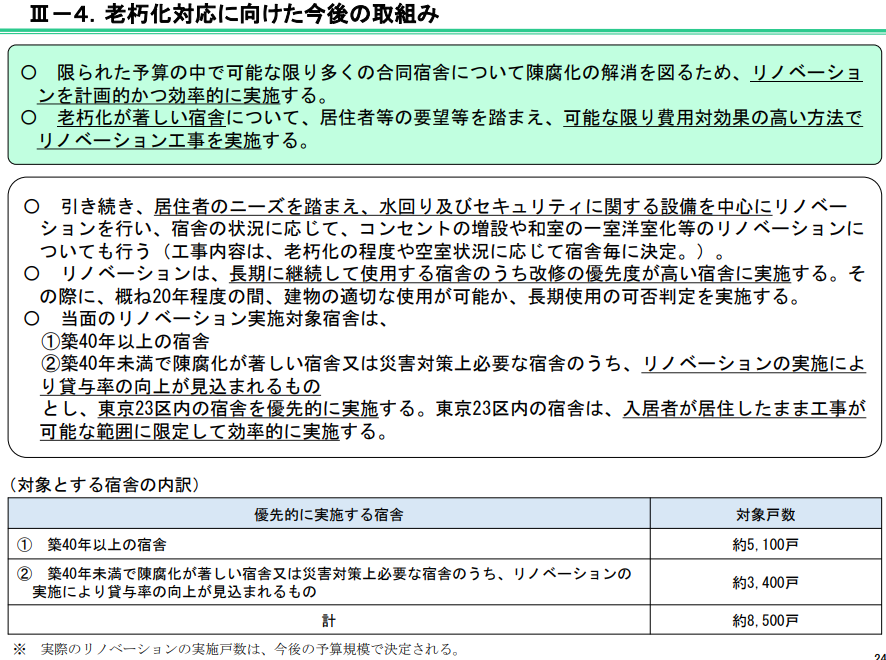 Ⅲ－４．老朽化対応に向けた今後の取組み
○　限られた予算の中で可能な限り多くの合同宿舎について陳腐化の解消を図るため、リノベーショ
ンを計画的かつ効率的に実施する。
○　老朽化が著しい宿舎について、居住者等の要望等を踏まえ、可能な限り費用対効果の高い方法で
リノベーション工事を実施する。
○　引き続き、居住者のニーズを踏まえ、水回り及びセキュリティに関する設備を中心にリノベー
ションを行い、宿舎の状況に応じて、コンセントの増設や和室の一室洋室化等のリノベーションに
ついても行う（工事内容は、老朽化の程度や空室状況に応じて宿舎毎に決定。）。
○　リノベーションは、長期に継続して使用する宿舎のうち改修の優先度が高い宿舎に実施する。そ
の際に、概ね20年程度の間、建物の適切な使用が可能か、長期使用の可否判定を実施する。
○　当面のリノベーション実施対象宿舎は、
①築40年以上の宿舎
②築40年未満で陳腐化が著しい宿舎又は災害対策上必要な宿舎のうち、リノベーションの実施によ
り貸与率の向上が見込まれるもの
とし、東京23区内の宿舎を優先的に実施する。東京23区内の宿舎は、入居者が居住したまま工事が
可能な範囲に限定して効率的に実施する。
（対象とする宿舎の内訳）
優先的に実施する宿舎　対象戸数
①　築40年以上の宿舎　約5,100戸
②　築40年未満で陳腐化が著しい宿舎又は災害対策上必要な宿舎のうち、リノベーションの
実施により貸与率の向上が見込まれるもの　約3,400戸
計　約8,500戸
※　実際のリノベーションの実施戸数は、今後の予算規模で決定される。
24